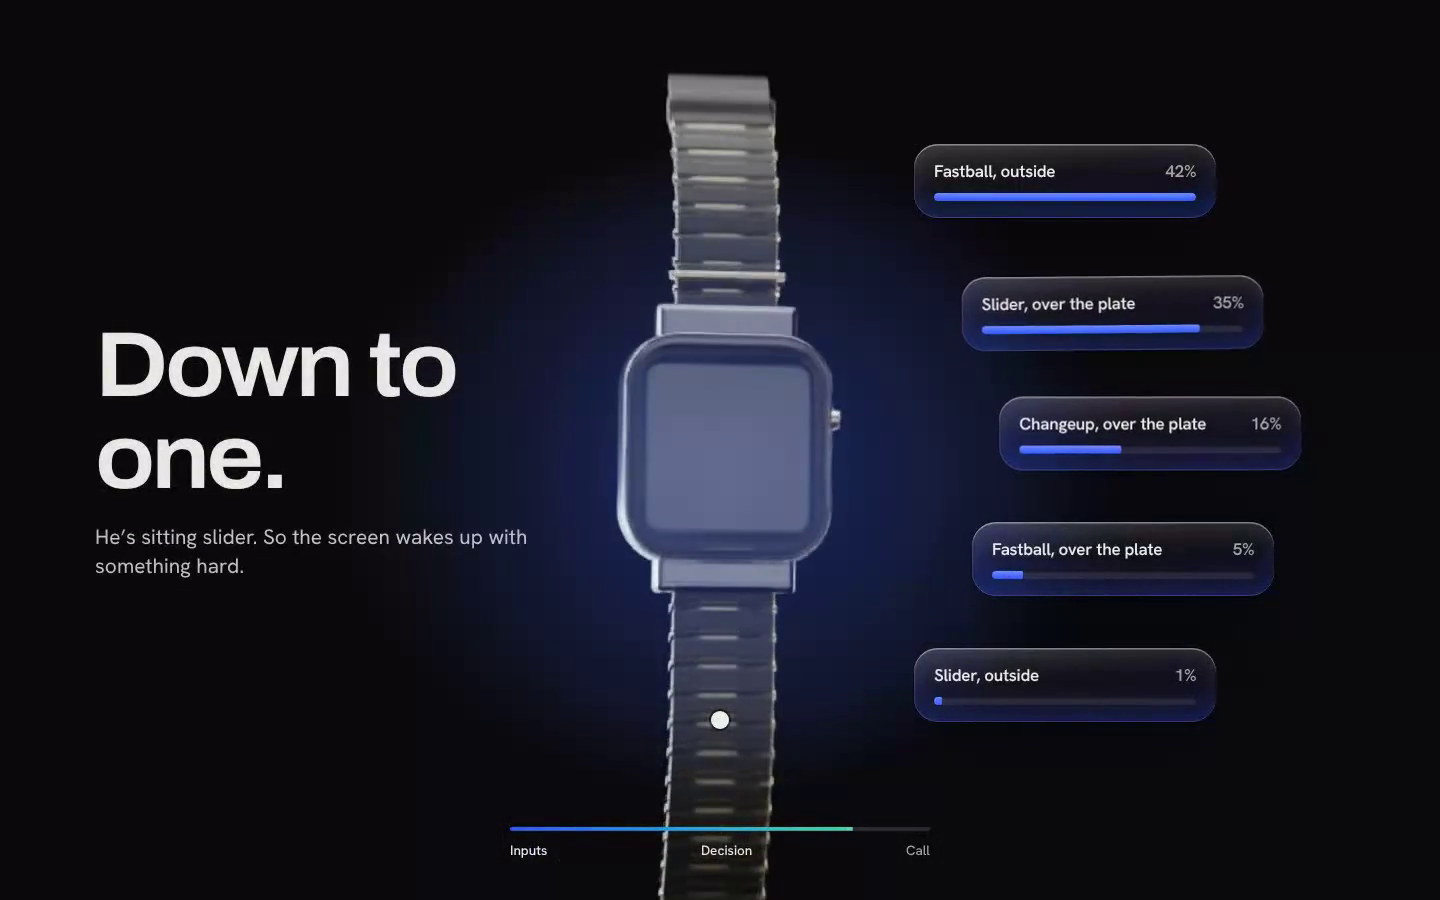 Down to
one.
He’s sitting slider. So the screen wakes up with
something hard.
Fastball, outside 42%
Slider, over the plate 35%
Changeup, over the plate 16%
Fastball, over the plate 5%
Slider, outside 1%
Inputs Decision Call